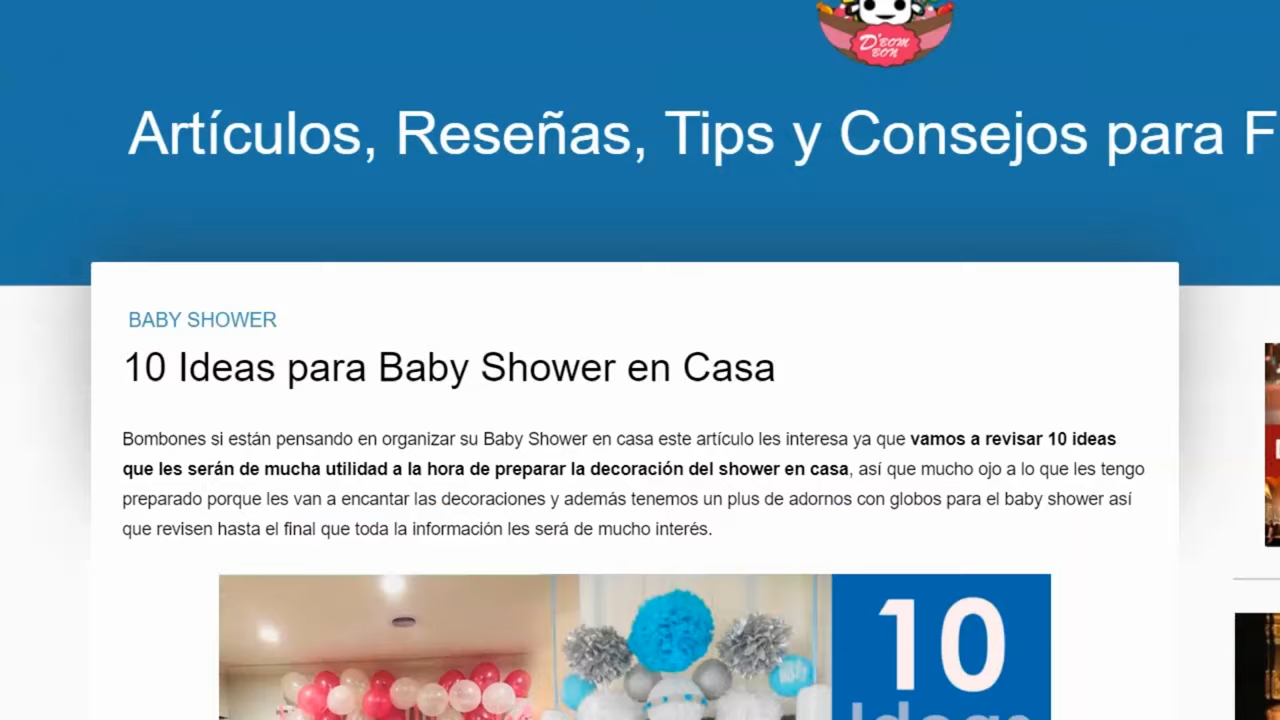 D'BOM
BON
Artículos, Reseñas, Tips y Consejos para F
BABY SHOWER
10 Ideas para Baby Shower en Casa
Bombones si están pensando en organizar su Baby Shower en casa este artículo les interesa ya que vamos a revisar 10 ideas
que les serán de mucha utilidad a la hora de preparar la decoración del shower en casa, así que mucho ojo a lo que les tengo
preparado porque les van a encantar las decoraciones y además tenemos un plus de adornos con globos para el baby shower así
que revisen hasta el final que toda la información les será de mucho interés.
10
Ideas